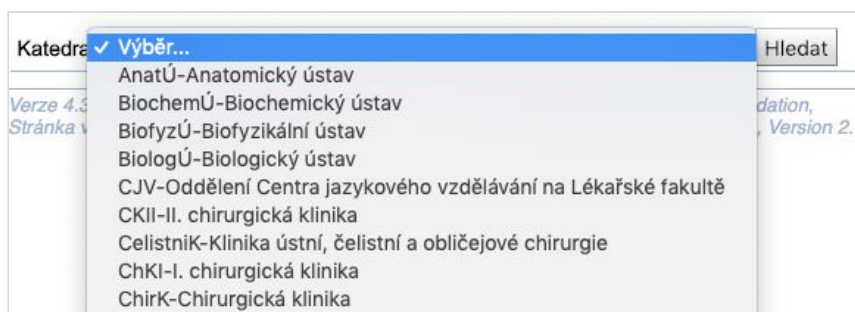 Katedra ✓ Výběr... Hledat
AnatÚ-Anatomický ústav
BiochemÚ-Biochemický ústav
Verze 4.3 dation,
BiofyzÚ-Biofyzikální ústav
Stránka v , Version 2.
BiologÚ-Biologický ústav
CJV-Oddělení Centra jazykového vzdělávání na Lékařské fakultě
CKII-II. chirurgická klinika
CelistniK-Klinika ústní, čelistní a obličejové chirurgie
ChKI-I. chirurgická klinika
ChirK-Chirurgická klinika